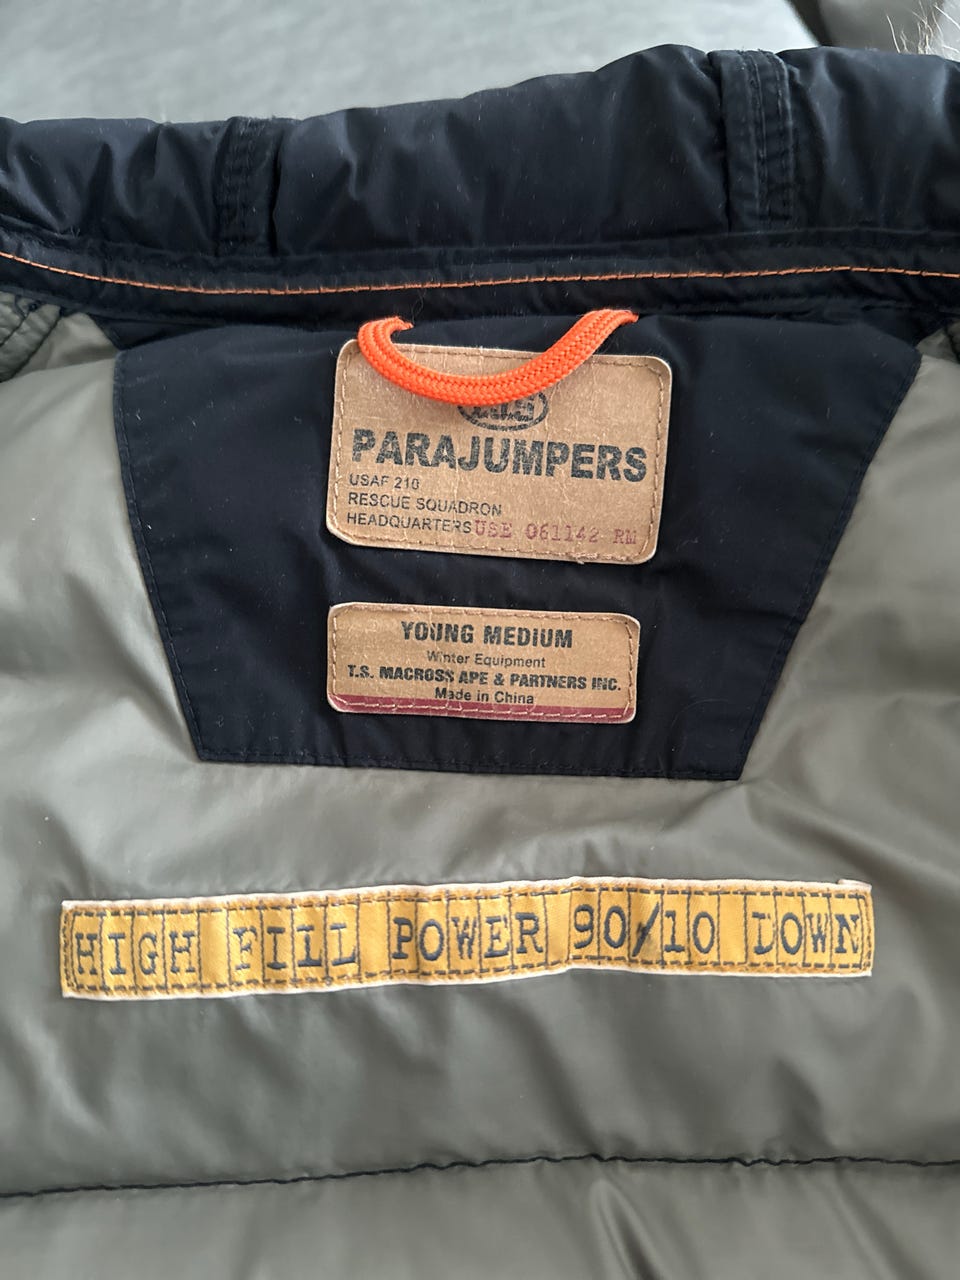 PARAJUMPERS
USAF 210
RESCUE SQUADRON
HEADQUARTERS USE 061142 RM
YOUNG MEDIUM
Winter Equipment
T.S. MACROSS APE & PARTNERS INC.
Made in China
HIGH FILL POWER 90/10 DOWN